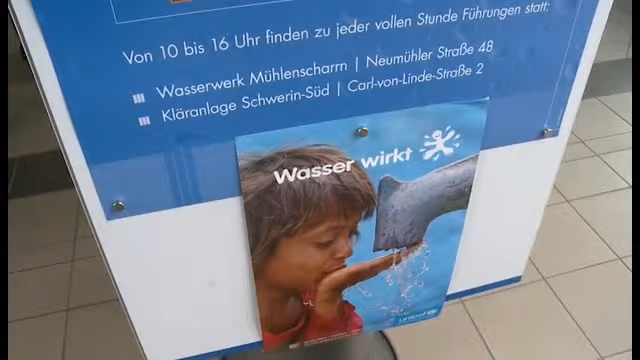 Von 10 bis 16 Uhr finden zu jeder vollen Stunde Führungen statt:
Wasserwerk Mühlenscharrn | Neumühler Straße 48
Kläranlage Schwerin-Süd | Carl-von-Linde-Straße 2
Wasser wirkt
unicef